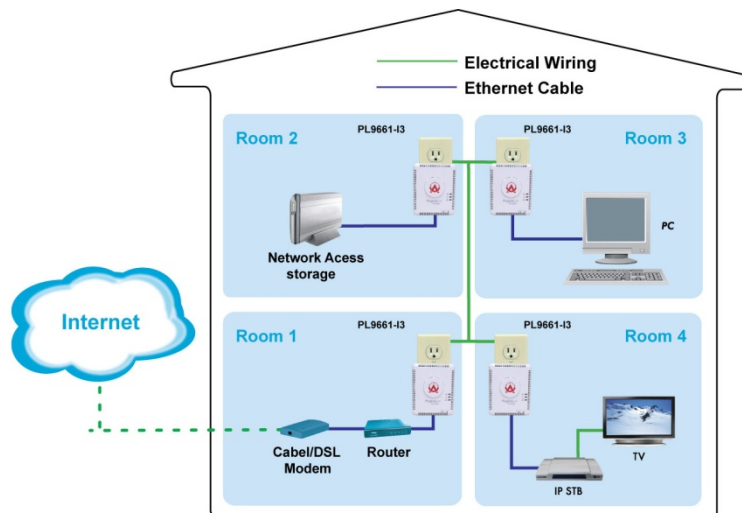 Electrical Wiring
Ethernet Cable
Room 2
PL9661-I3
PL9661-I3
Room 3
Network Acess
storage
PC
Internet
Room 1
PL9661-I3
PL9661-I3
Room 4
Cabel/DSL
Modem
Router
IP STB
TV